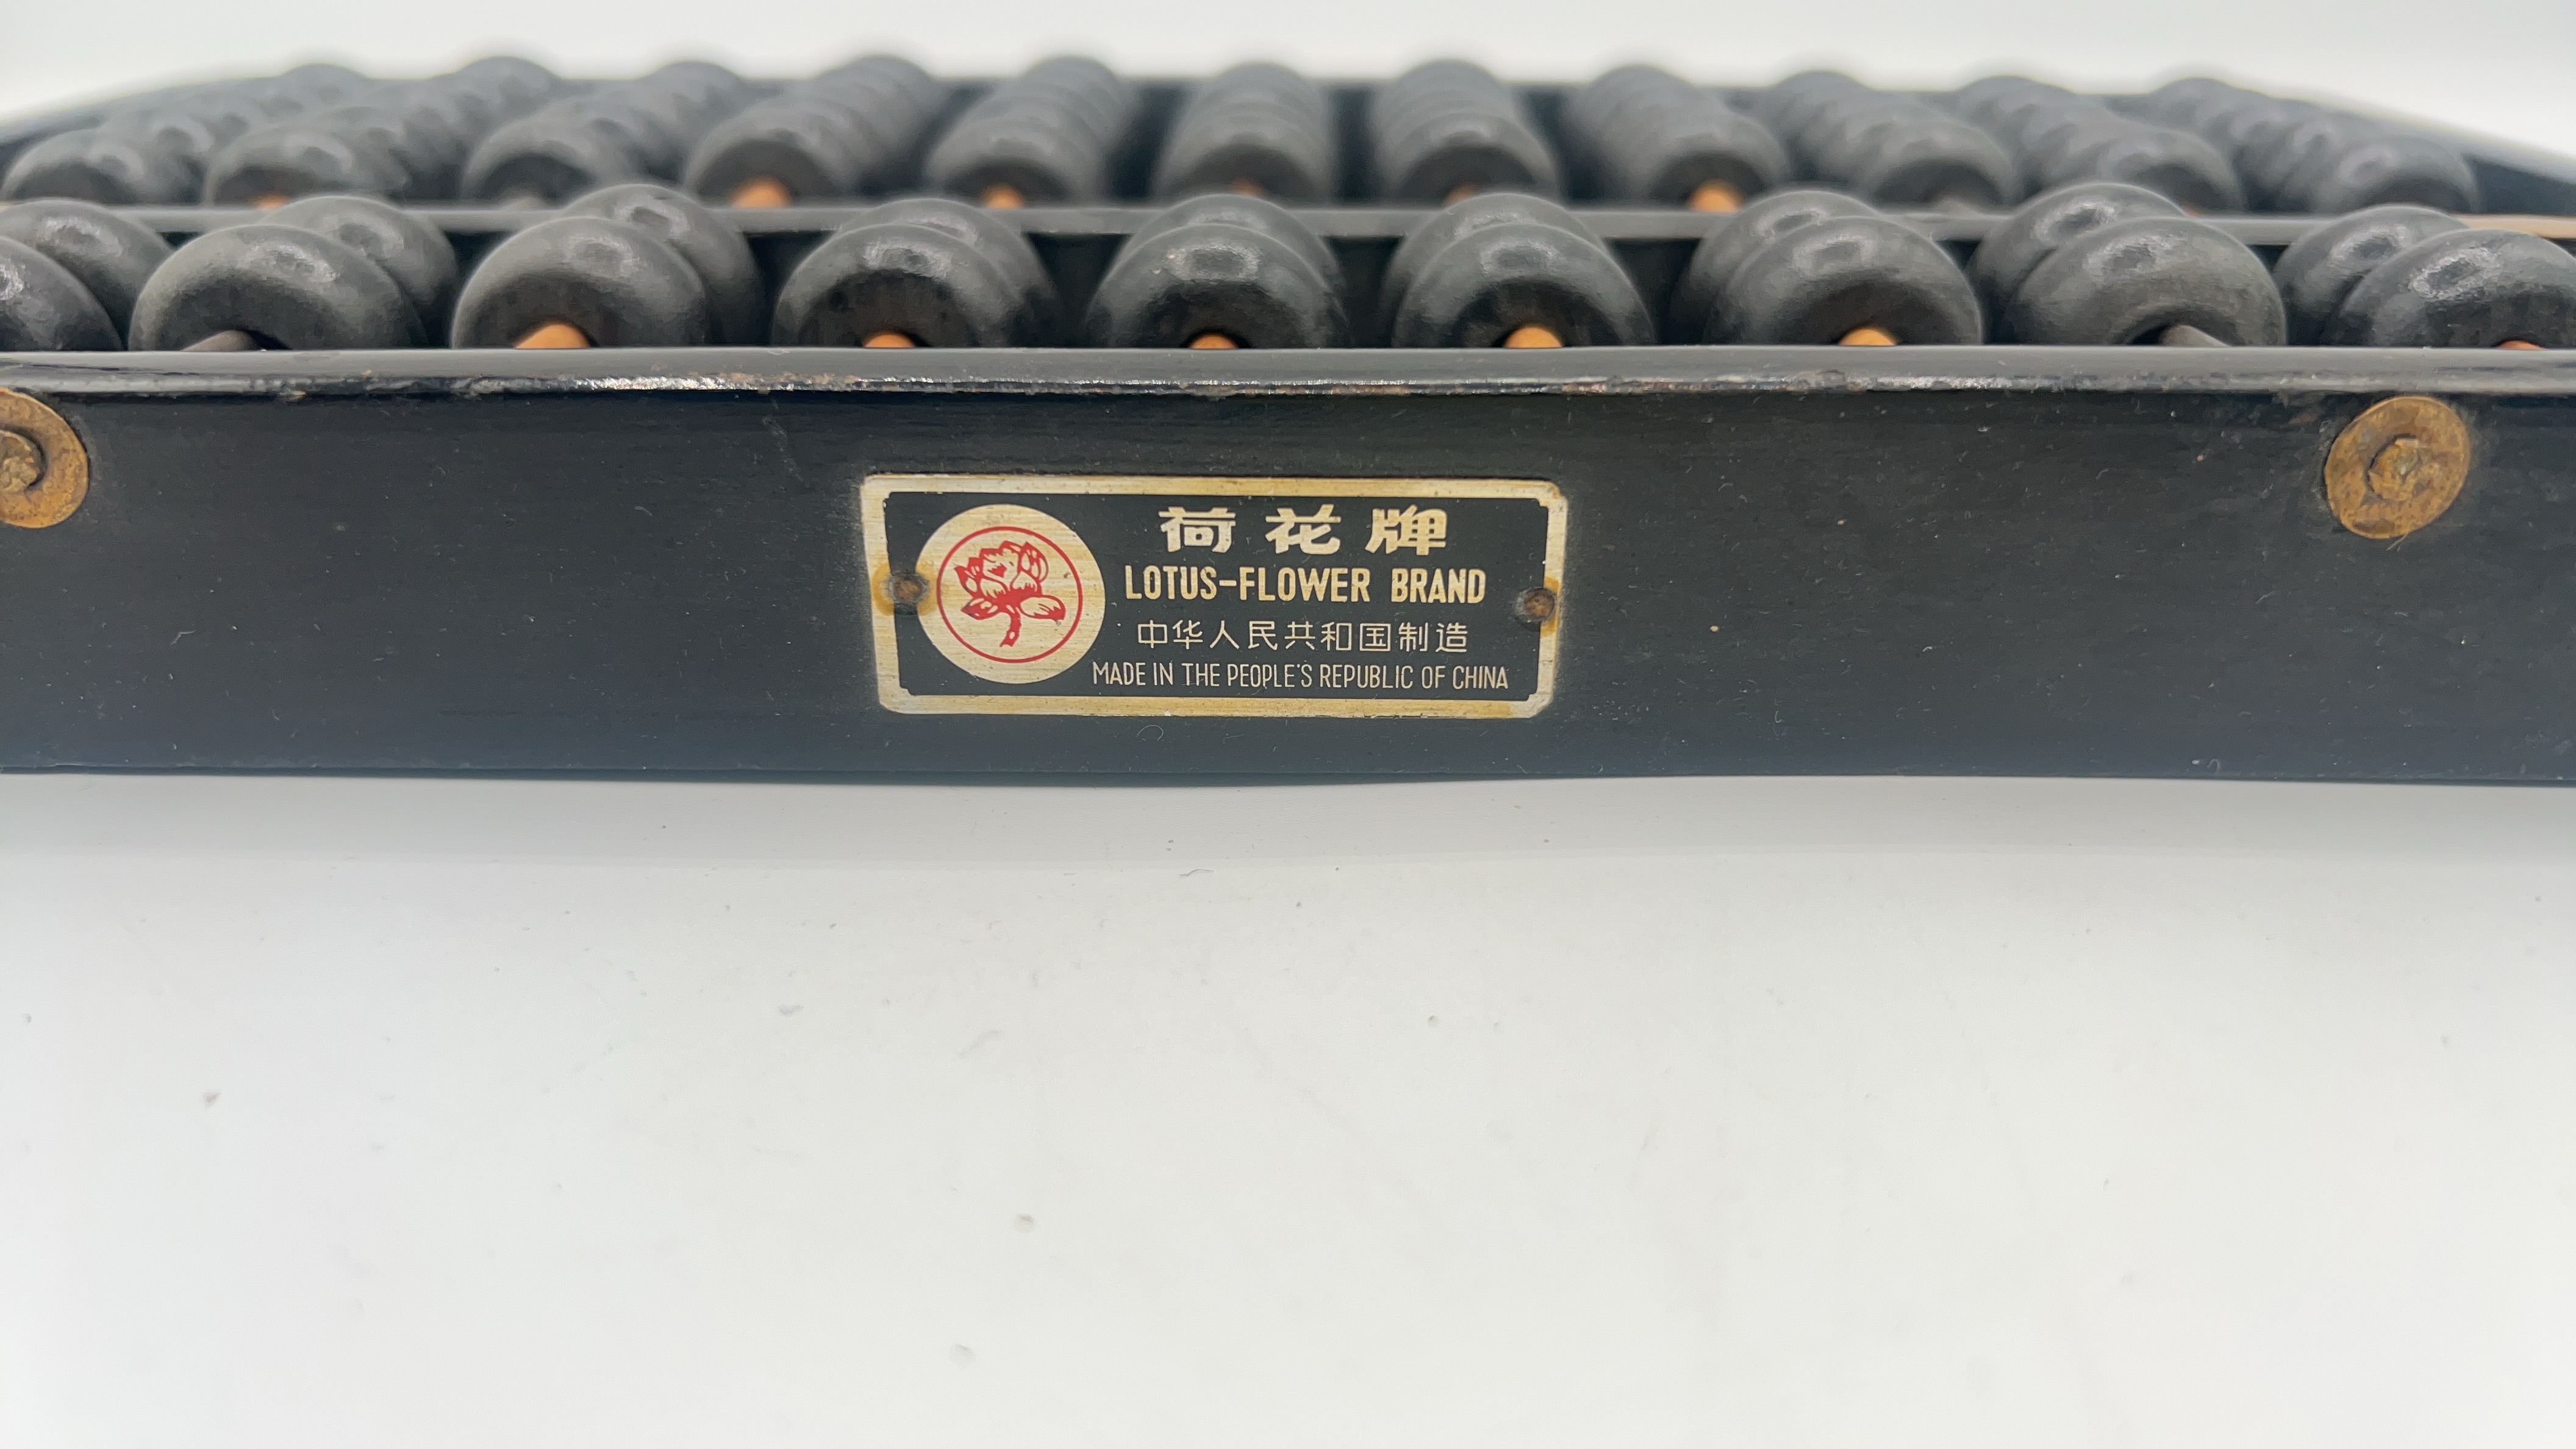 荷花牌
LOTUS-FLOWER BRAND
中华人民共和国制造
MADE IN THE PEOPLE'S REPUBLIC OF CHINA